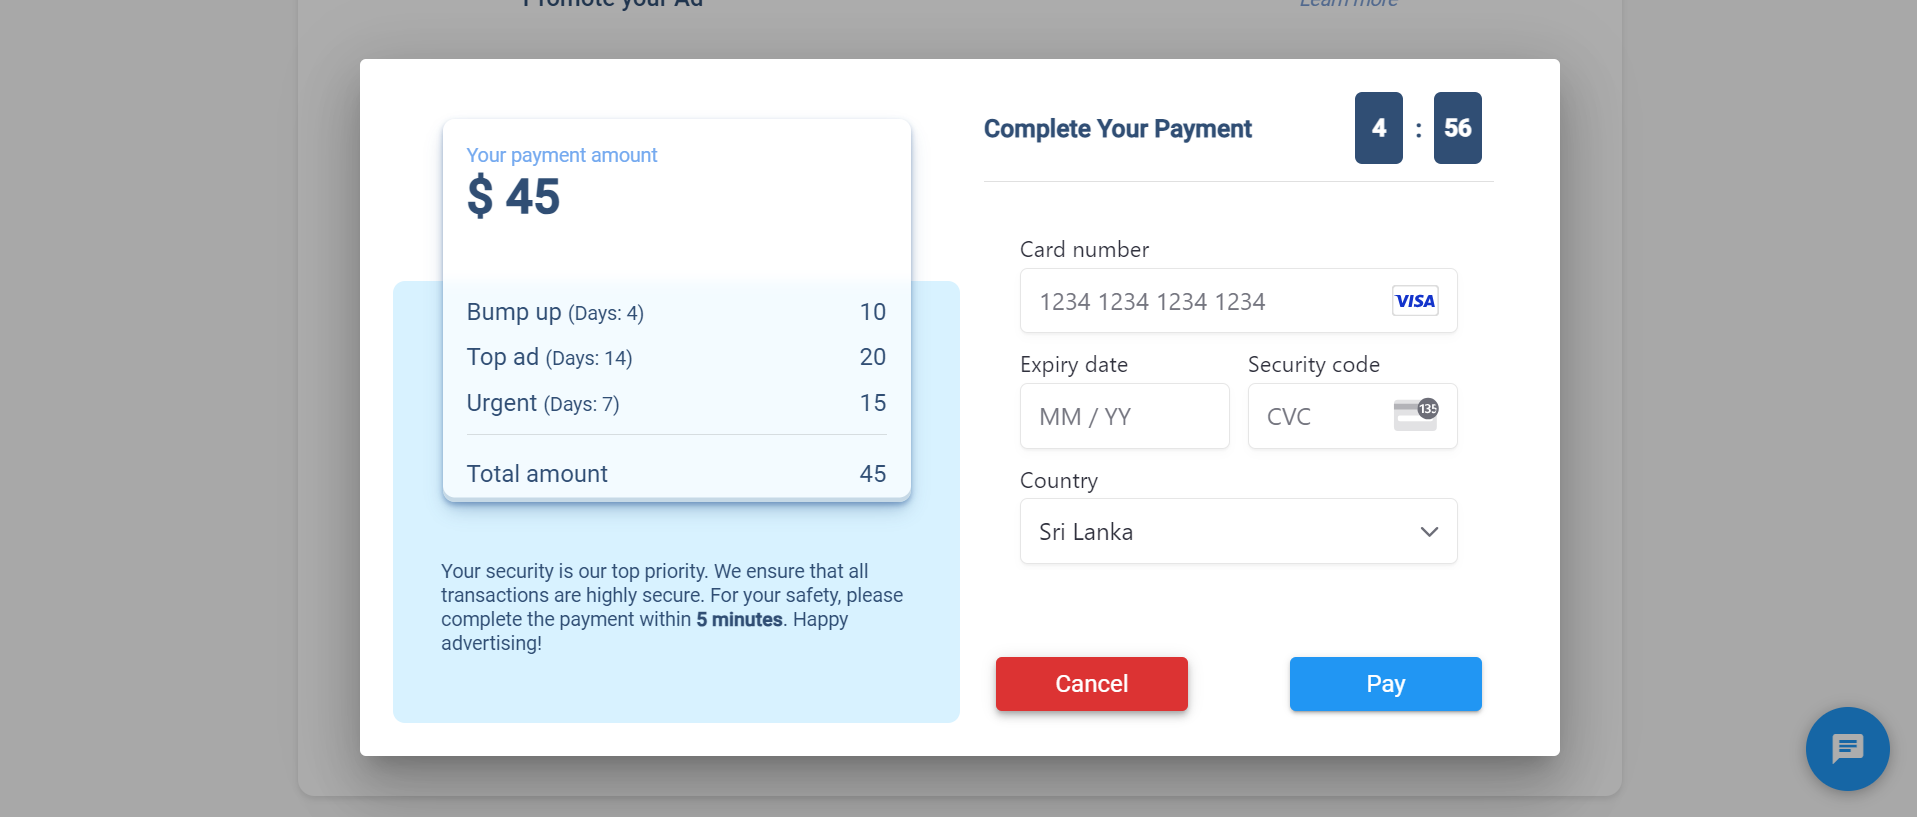 Promote your Ad
Learn more
Your payment amount
$ 45
Bump up (Days: 4) 10
Top ad (Days: 14) 20
Urgent (Days: 7) 15
Total amount 45
Your security is our top priority. We ensure that all
transactions are highly secure. For your safety, please
complete the payment within 5 minutes. Happy
advertising!
Complete Your Payment
4 : 56
Card number
1234 1234 1234 1234 VISA
Expiry date Security code
MM / YY CVC 135
Country
Sri Lanka
Cancel Pay